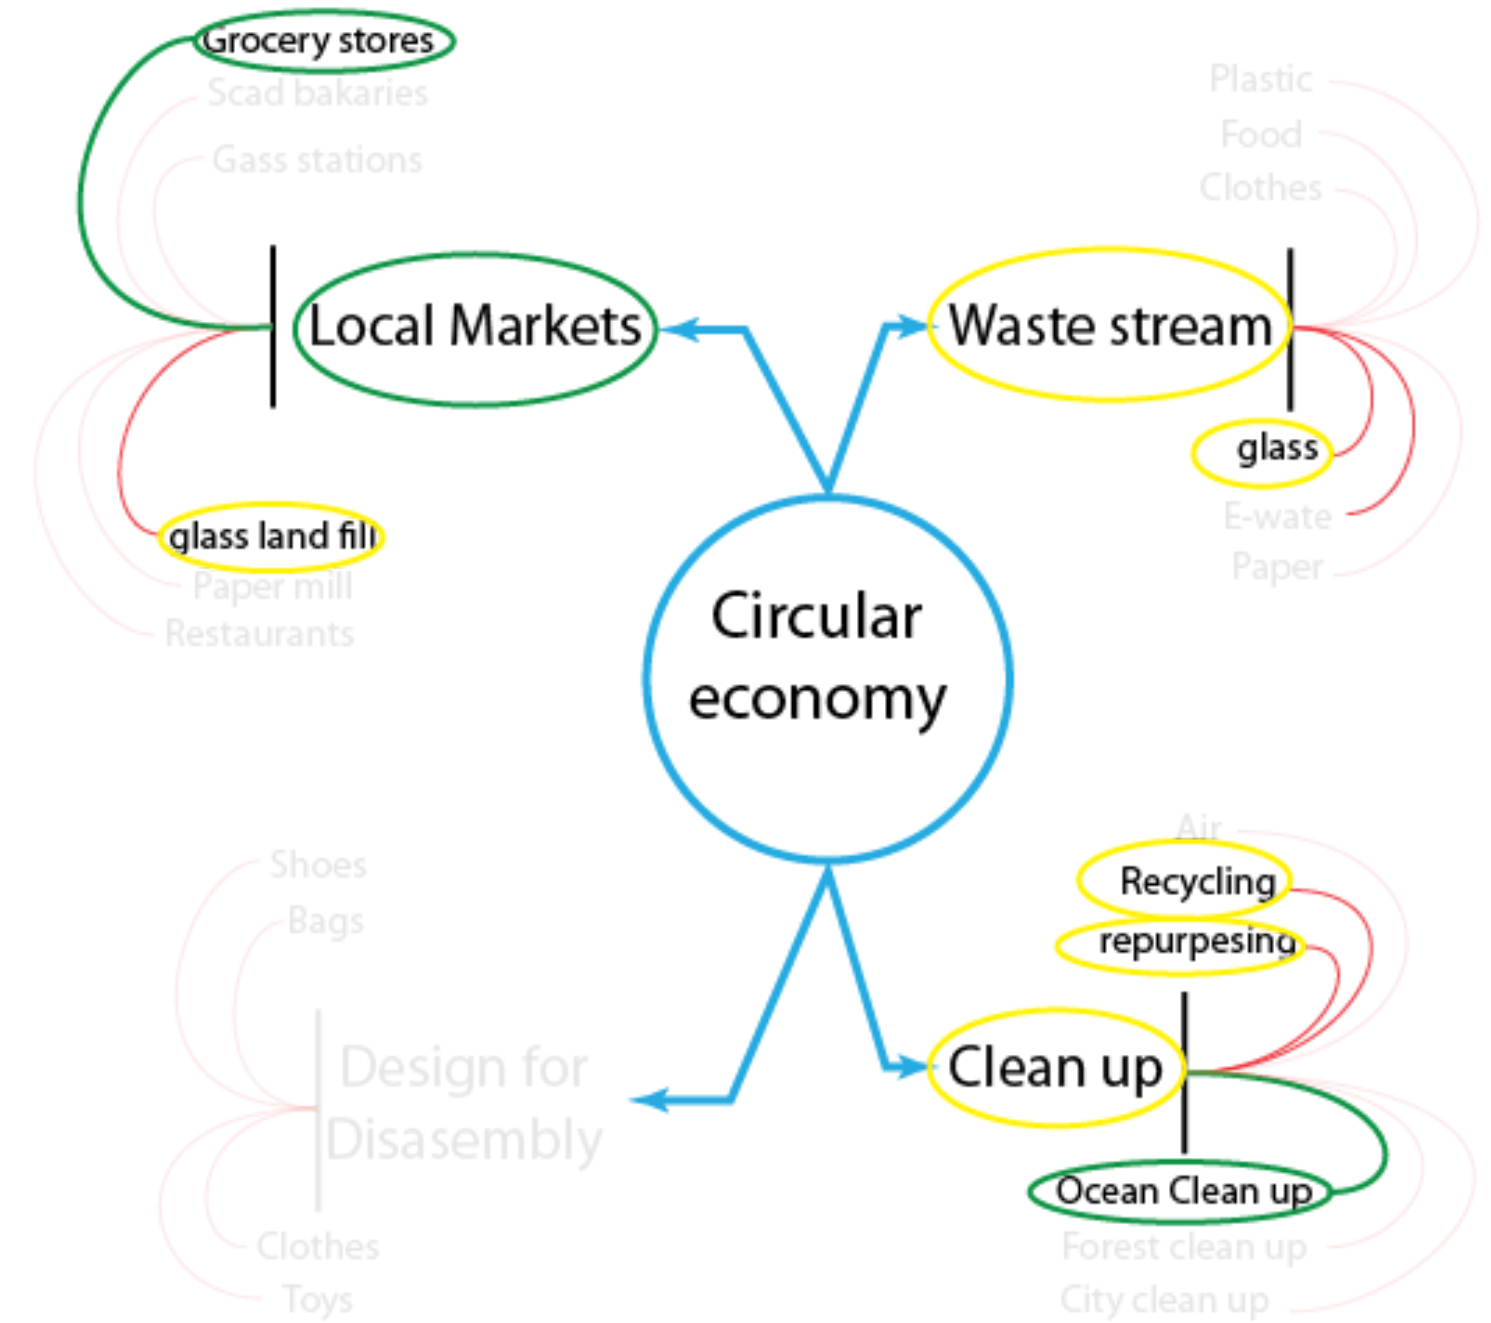 Grocery stores
Scad bakaries
Gass stations
Local Markets
glass land fill
Paper mill
Restaurants
Plastic
Food
Clothes
Waste stream
glass
E-wate
Paper
Circular
economy
Shoes
Bags
Design for
Disasembly
Clothes
Toys
Air
Recycling
repurpesing
Clean up
Ocean Clean up
Forest clean up
City clean up